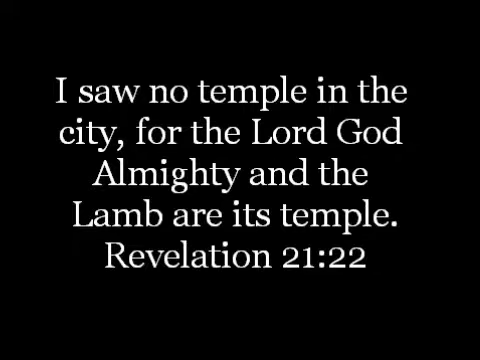 I saw no temple in the
city, for the Lord God
Almighty and the
Lamb are its temple.
Revelation 21:22